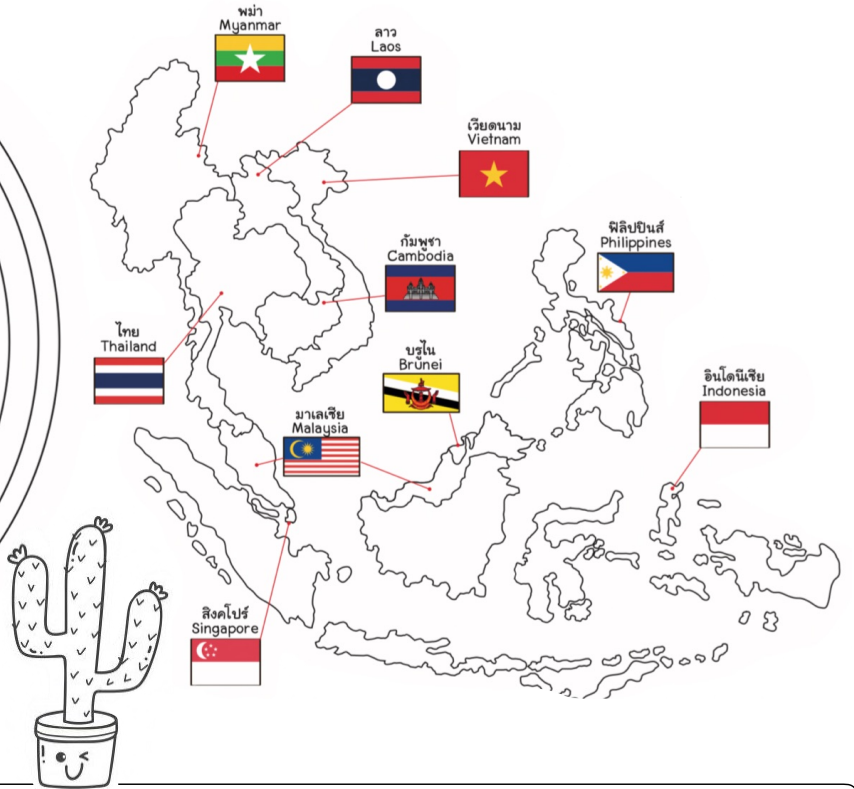 พม่า
Myanmar
ลาว
Laos
เวียดนาม
Vietnam
ฟิลิปปินส์
Philippines
กัมพูชา
Cambodia
ไทย
Thailand
บรูไน
Brunei
อินโดนีเซีย
Indonesia
มาเลเซีย
Malaysia
สิงคโปร์
Singapore